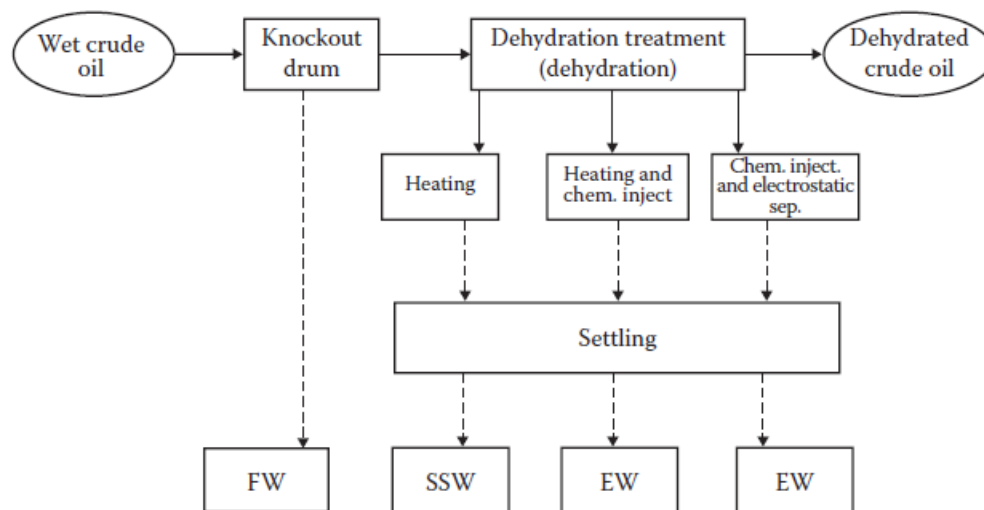 Wet crude
oil
Knockout
drum
Dehydration treatment
(dehydration)
Dehydrated
crude oil
Heating
Heating and
chem. inject
Chem. inject.
and electrostatic
sep.
Settling
FW
SSW
EW
EW